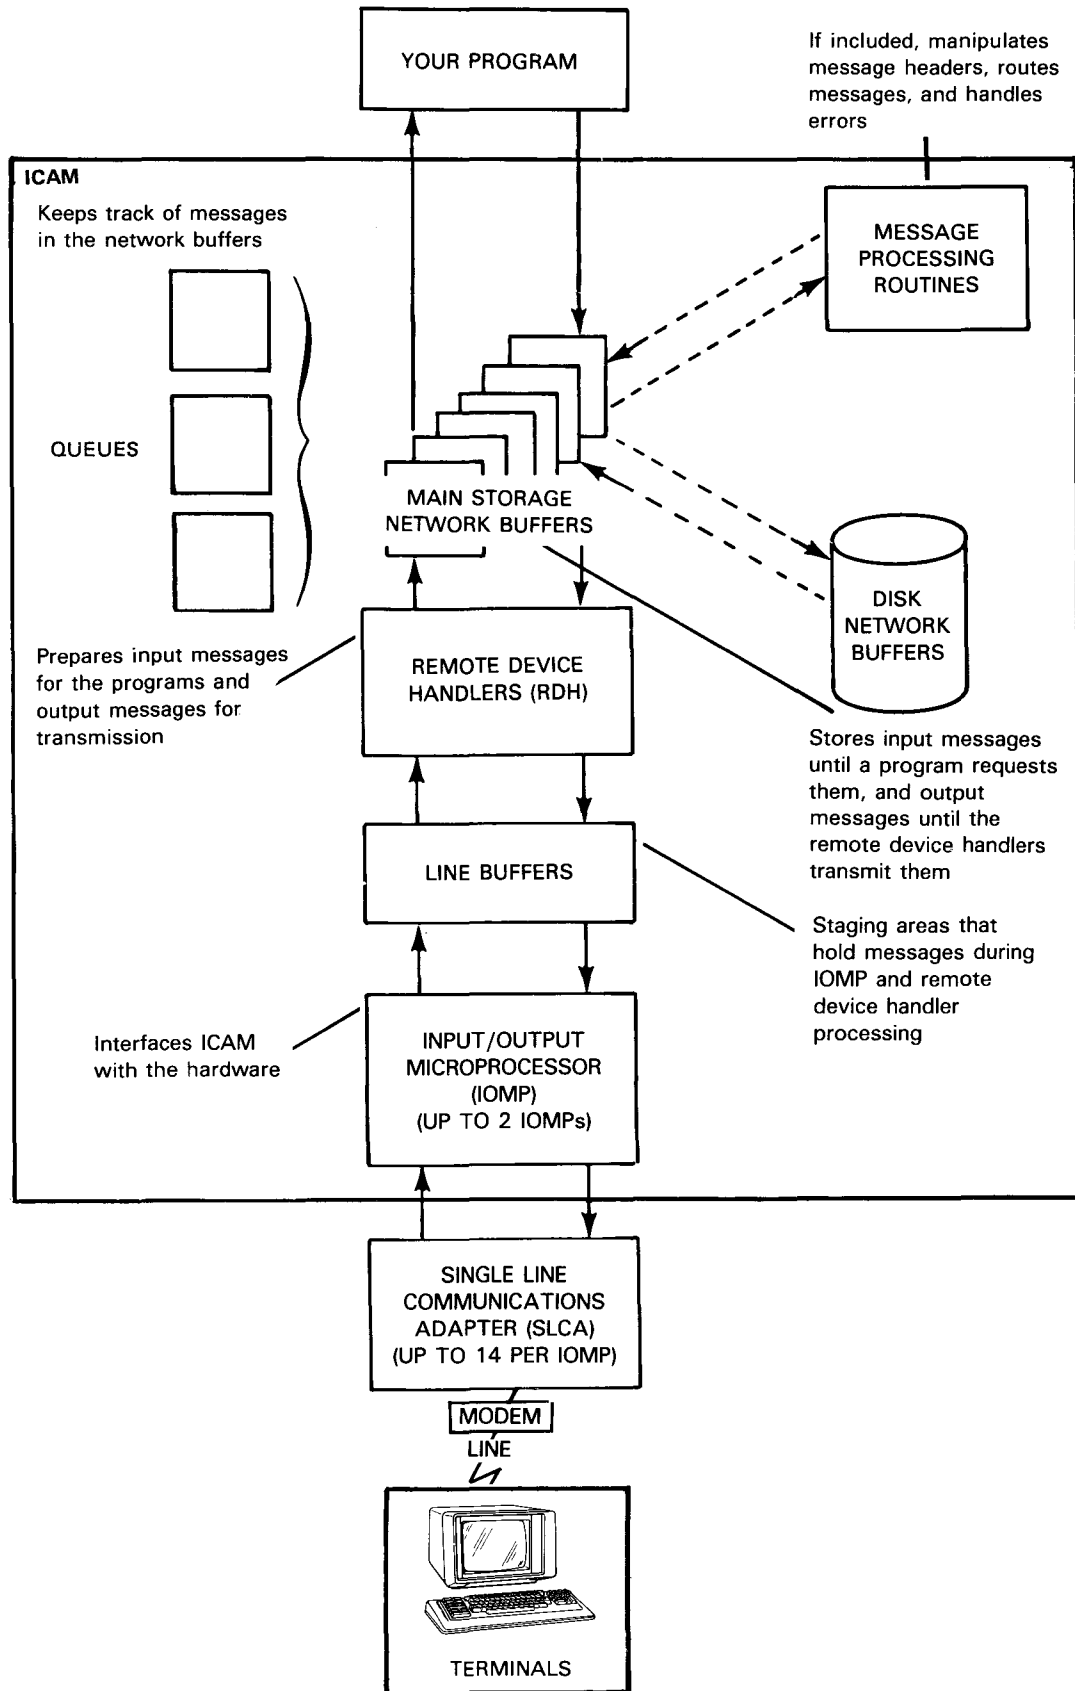 YOUR PROGRAM
If included, manipulates
message headers, routes
messages, and handles
errors
ICAM
Keeps track of messages
in the network buffers
MESSAGE
PROCESSING
ROUTINES
QUEUES
MAIN STORAGE
NETWORK BUFFERS
DISK
NETWORK
BUFFERS
Prepares input messages
for the programs and
output messages for
transmission
REMOTE DEVICE
HANDLERS (RDH)
Stores input messages
until a program requests
them, and output
messages until the
remote device handlers
transmit them
LINE BUFFERS
Staging areas that
hold messages during
IOMP and remote
device handler
processing
Interfaces ICAM
with the hardware
INPUT/OUTPUT
MICROPROCESSOR
(IOMP)
(UP TO 2 IOMPs)
SINGLE LINE
COMMUNICATIONS
ADAPTER (SLCA)
(UP TO 14 PER IOMP)
MODEM
LINE
TERMINALS